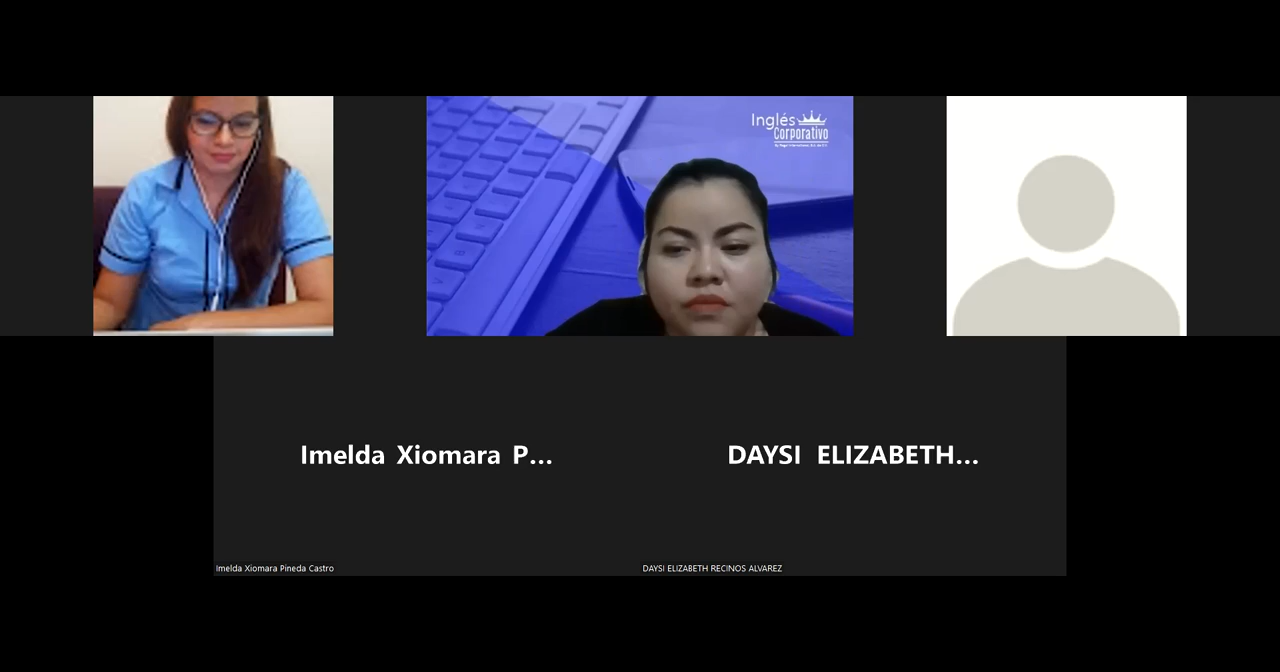 Inglés
Corporativo
Imelda Xiomara P...
DAYSI ELIZABETH...
Imelda Xiomara Pineda Castro
DAYSI ELIZABETH RECINOS ALVAREZ